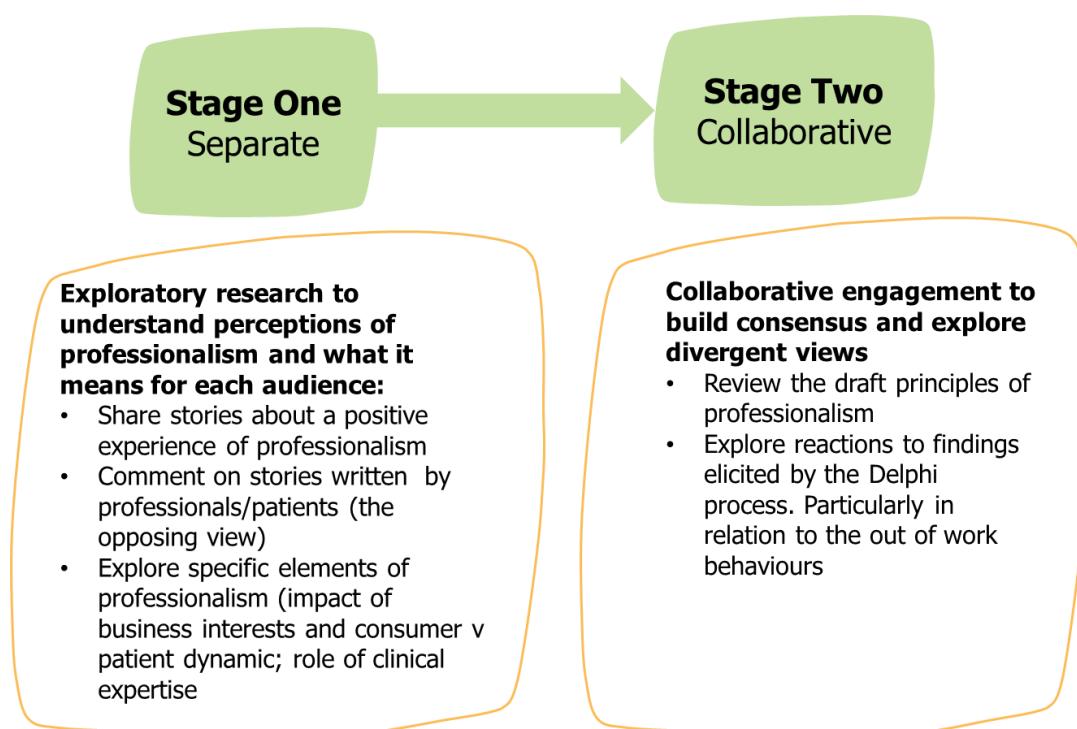 Stage One
Separate
Stage Two
Collaborative
Exploratory research to
understand perceptions of
professionalism and what it
means for each audience:
• Share stories about a positive
experience of professionalism
• Comment on stories written by
professionals/patients (the
opposing view)
• Explore specific elements of
professionalism (impact of
business interests and consumer v
patient dynamic; role of clinical
expertise
Collaborative engagement to
build consensus and explore
divergent views
• Review the draft principles of
professionalism
• Explore reactions to findings
elicited by the Delphi
process. Particularly in
relation to the out of work
behaviours